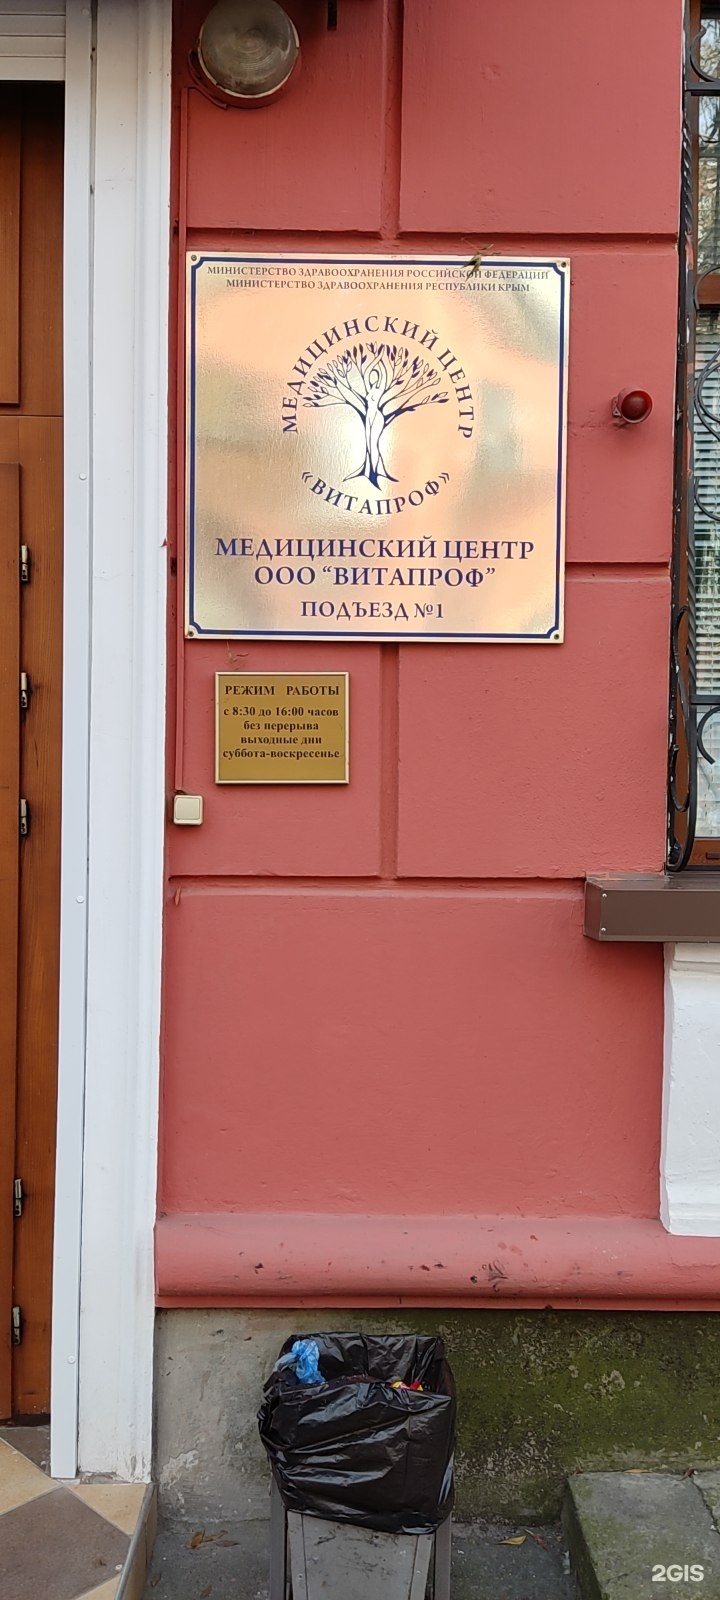 МИНИСТЕРСТВО ЗДРАВООХРАНЕНИЯ РОССИЙСКОЙ ФЕДЕРАЦИИ
МИНИСТЕРСТВО ЗДРАВООХРАНЕНИЯ РЕСПУБЛИКИ КРЫМ
МЕДИЦИНСКИЙ ЦЕНТР
«ВИТАПРОФ»
МЕДИЦИНСКИЙ ЦЕНТР
ООО “ВИТАПРОФ”
ПОДЪЕЗД №1
РЕЖИМ РАБОТЫ
с 8:30 до 16:00 часов
без перерыва
выходные дни
суббота-воскресенье
2GIS